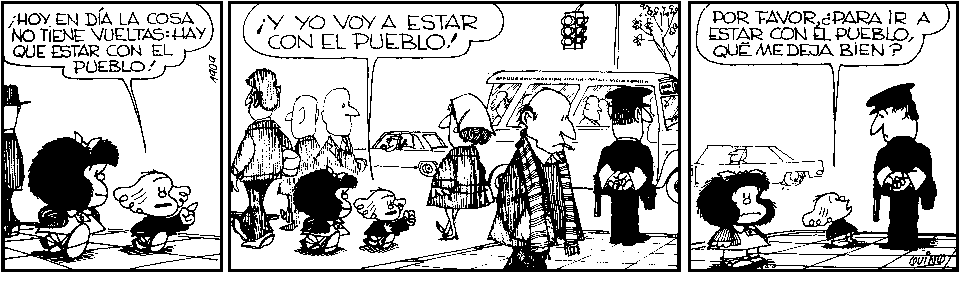 ¡HOY EN DÍA LA COSA
NO TIENE VUELTAS: HAY
QUE ESTAR CON EL
PUEBLO!
1909
¡Y YO VOY A ESTAR
CON EL PUEBLO!
POR FAVOR, ¿PARA IR A
ESTAR CON EL PUEBLO,
QUÉ ME DEJA BIEN?
QUINO